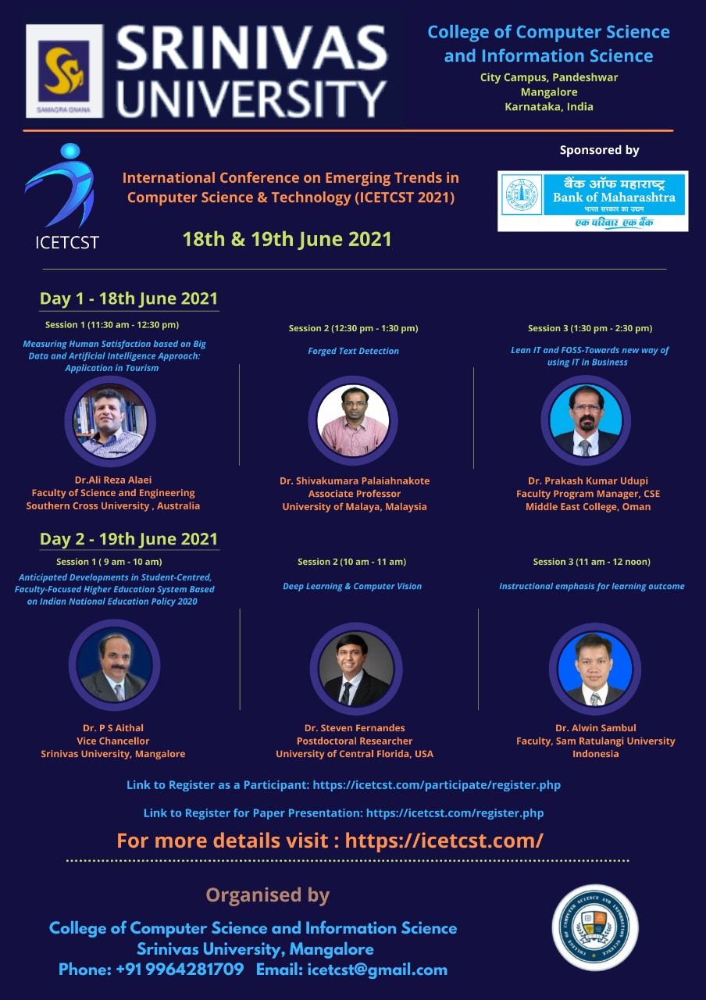 SRINIVAS
UNIVERSITY
SAMAGRA GNANA
College of Computer Science
and Information Science
City Campus, Pandeshwar
Mangalore
Karnataka, India
ICETCST
International Conference on Emerging Trends in
Computer Science & Technology (ICETCST 2021)
18th & 19th June 2021
Sponsored by
बैंक ऑफ महाराष्ट्र
Bank of Maharashtra
भारत सरकार का उद्यम
एक परिवार एक बैंक
Day 1 - 18th June 2021
Session 1 (11:30 am - 12:30 pm)
Measuring Human Satisfaction based on Big
Data and Artificial Intelligence Approach:
Application in Tourism
Dr.Ali Reza Alaei
Faculty of Science and Engineering
Southern Cross University , Australia
Session 2 (12:30 pm - 1:30 pm)
Forged Text Detection
Dr. Shivakumara Palaiahnakote
Associate Professor
University of Malaya, Malaysia
Session 3 (1:30 pm - 2:30 pm)
Lean IT and FOSS-Towards new way of
using IT in Business
Dr. Prakash Kumar Udupi
Faculty Program Manager, CSE
Middle East College, Oman
Day 2 - 19th June 2021
Session 1 ( 9 am - 10 am)
Anticipated Developments in Student-Centred,
Faculty-Focused Higher Education System Based
on Indian National Education Policy 2020
Dr. P S Aithal
Vice Chancellor
Srinivas University, Mangalore
Session 2 (10 am - 11 am)
Deep Learning & Computer Vision
Dr. Steven Fernandes
Postdoctoral Researcher
University of Central Florida, USA
Session 3 (11 am - 12 noon)
Instructional emphasis for learning outcome
Dr. Alwin Sambul
Faculty, Sam Ratulangi University
Indonesia
Link to Register as a Participant: https://icetcst.com/participate/register.php
Link to Register for Paper Presentation: https://icetcst.com/register.php
For more details visit : https://icetcst.com/
Organised by
College of Computer Science and Information Science
Srinivas University, Mangalore
Phone: +91 9964281709 Email: icetcst@gmail.com
COLLEGE OF COMPUTER SCIENCE AND INFORMATION SCIENCE